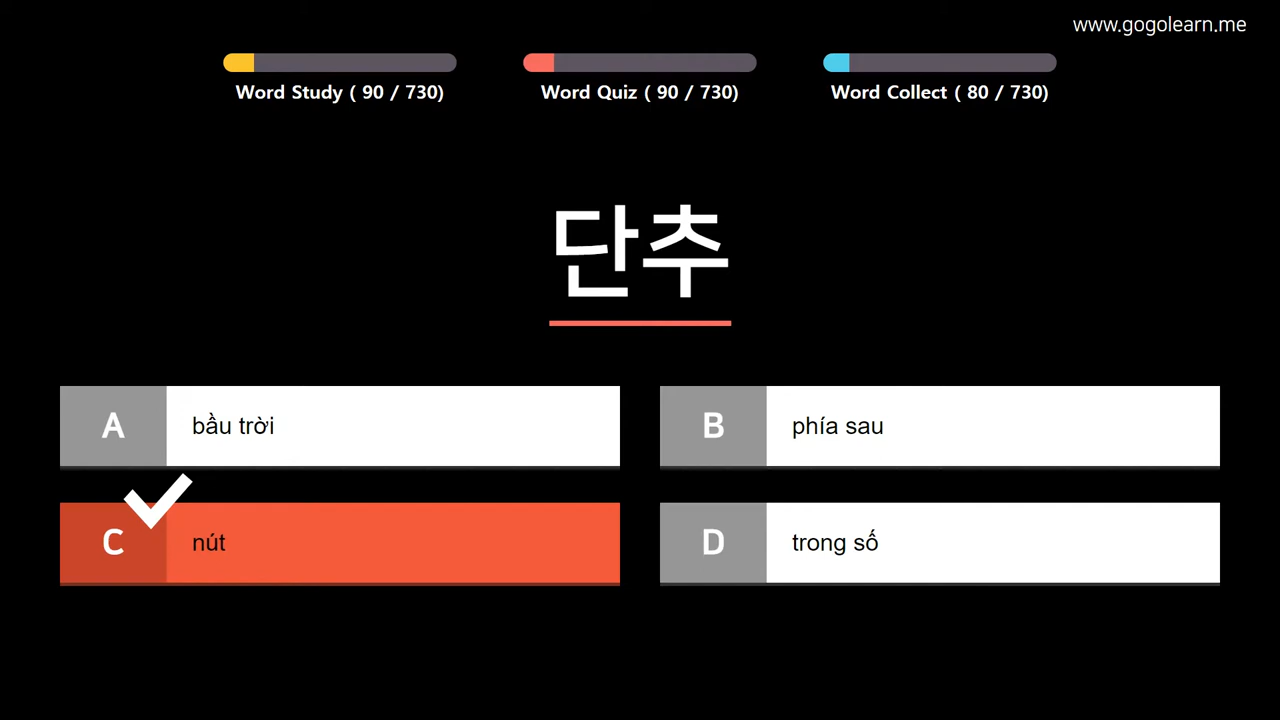 www.gogolearn.me
Word Study ( 90 / 730)
Word Quiz ( 90 / 730)
Word Collect ( 80 / 730)
단추
A bầu trời
B phía sau
C nút
D trong số